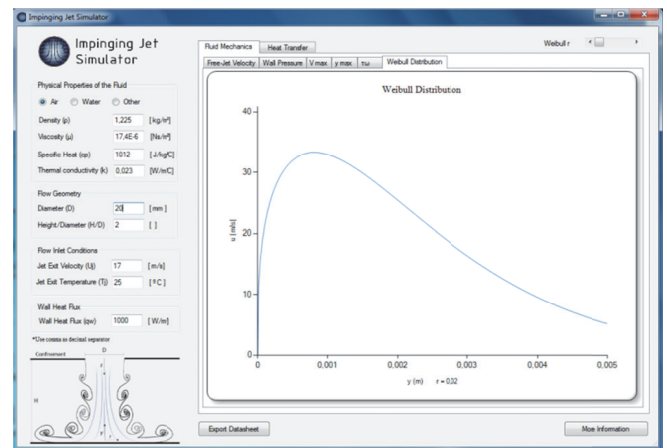 Impinging Jet Simulator
Impinging Jet
Simulator
Physical Properties of the Fluid
Air Water Other
Density (ρ) 1,225 [kg/m³]
Viscosity (μ) 17,4E-6 [Ns/m²]
Specific Heat (cp) 1012 [J/kgC]
Thermal conductivity (k) 0,023 [W/mC]
Flow Geometry
Diameter (D) 20 [mm]
Height/Diameter (H/D) 2 [ ]
Flow Inlet Conditions
Jet Exit Velocity (Uj) 17 [m/s]
Jet Exit Temperature (Tj) 25 [ºC]
Wall Heat Flux
Wall Heat Flux (qw) 1000 [W/m]
*Use comma as decimal separator
Confinement D
H
r
Fluid Mechanics Heat Transfer
Weibull r
Free-Jet Velocity Wall Pressure V max y max τω Weibull Distribution
Weibull Distribution
40
30
20
10
0
u [m/s]
0 0,001 0,002 0,003 0,004 0,005
y (m) r = 0,32
Export Datasheet
More Information